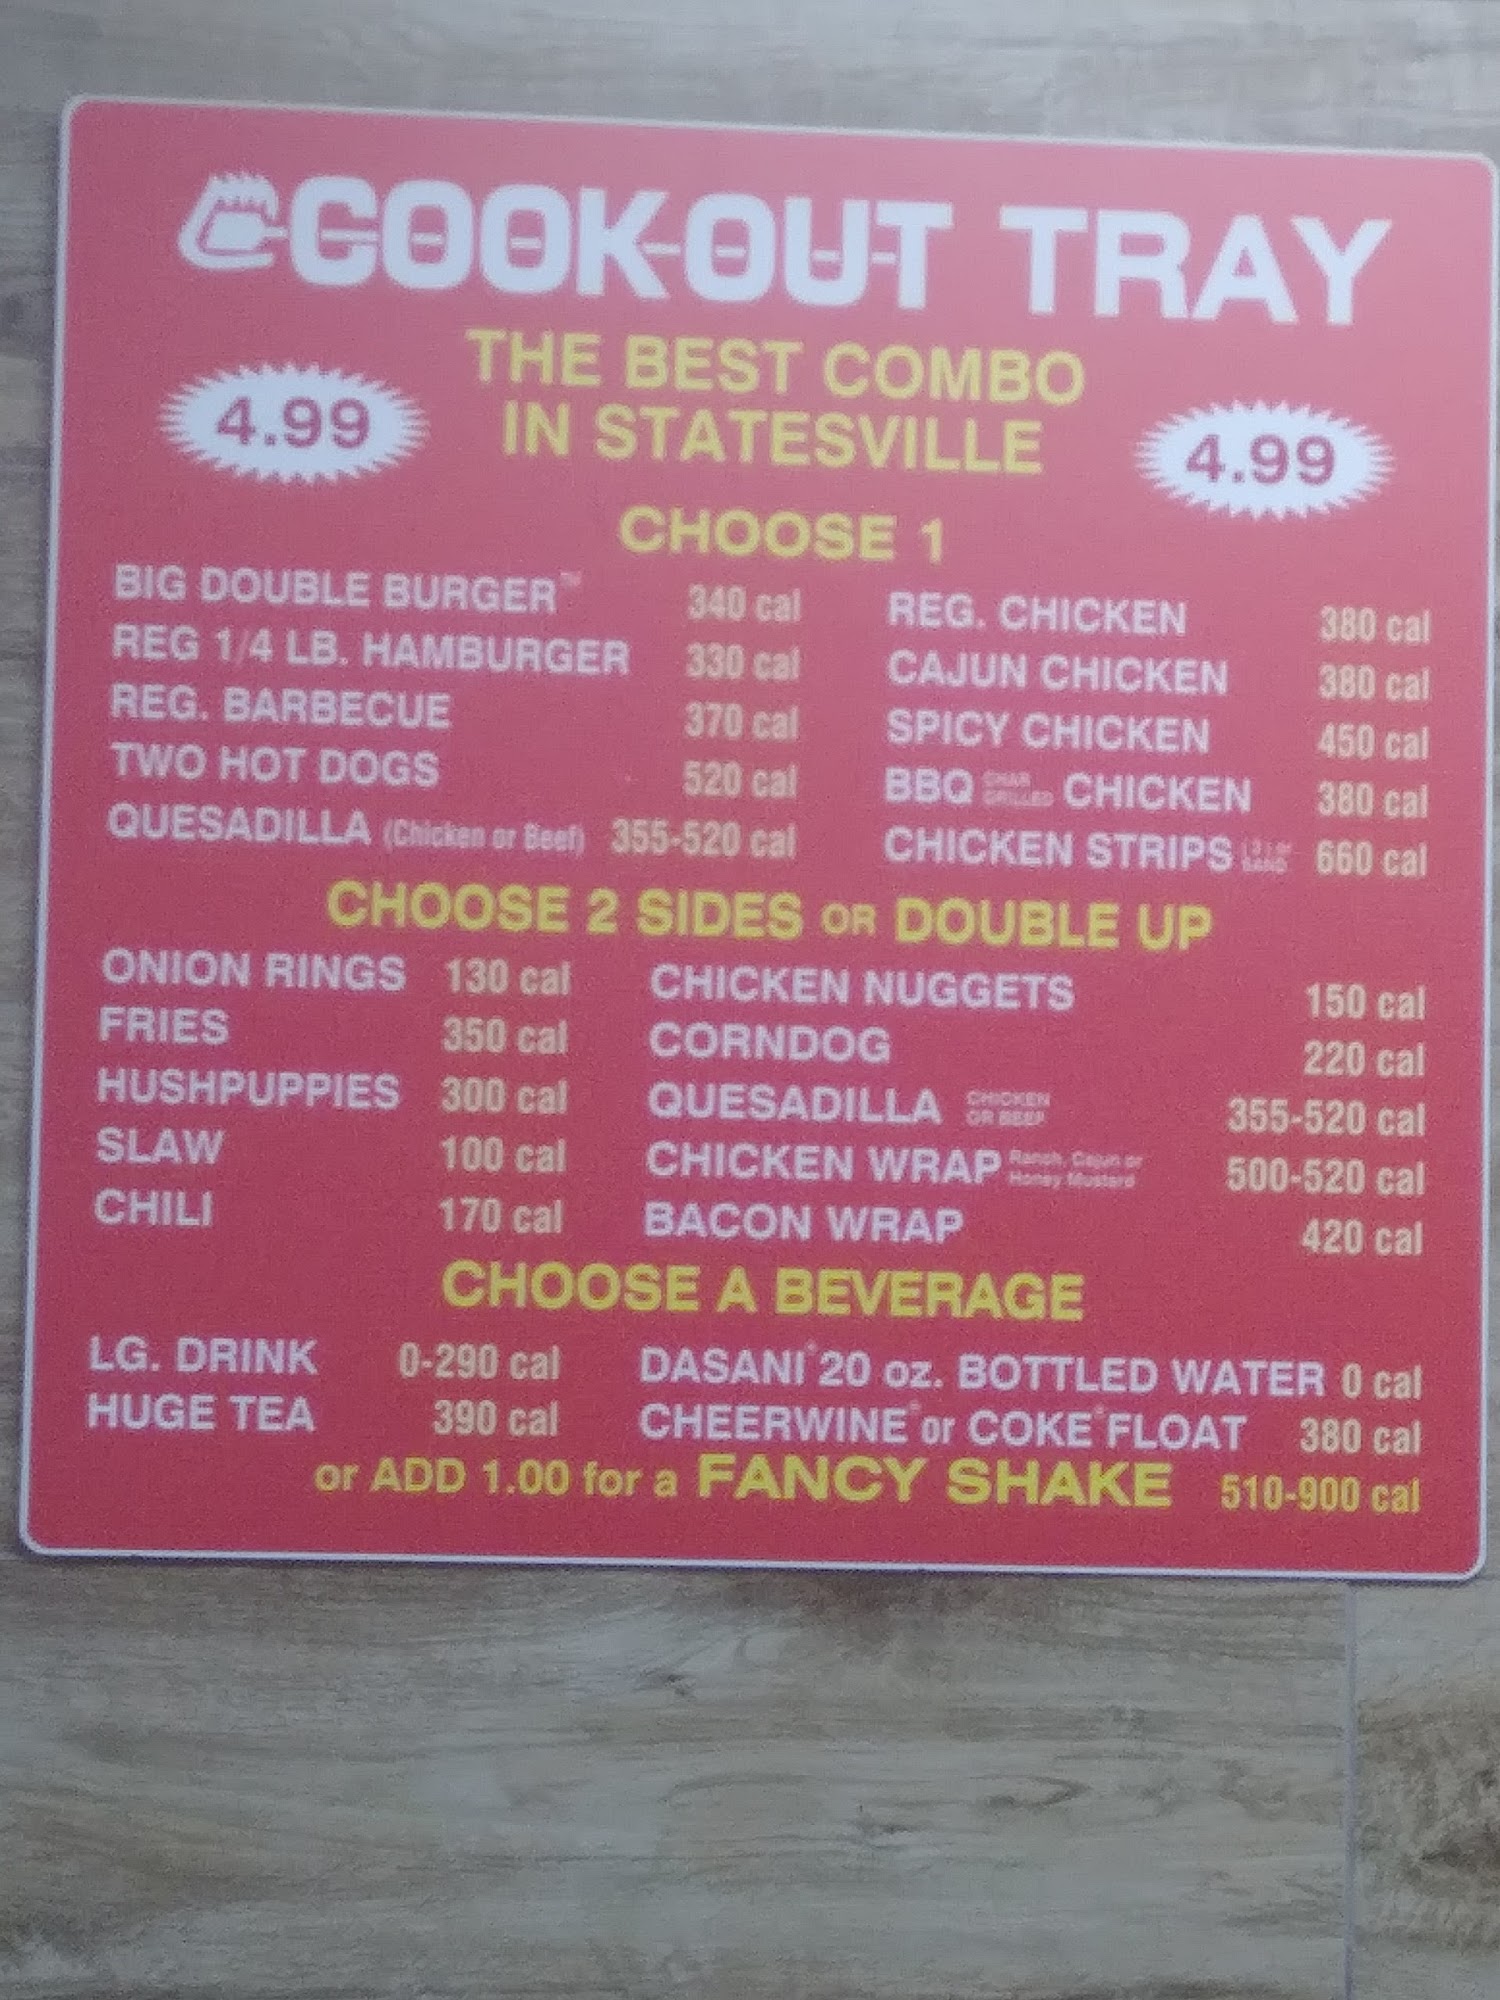 COOK-OUT TRAY
THE BEST COMBO
IN STATESVILLE
4.99
4.99
CHOOSE 1
BIG DOUBLE BURGER™ 340 cal
REG 1/4 LB. HAMBURGER 330 cal
REG. BARBECUE 370 cal
TWO HOT DOGS 520 cal
QUESADILLA (Chicken or Beef) 355-520 cal
REG. CHICKEN 380 cal
CAJUN CHICKEN 380 cal
SPICY CHICKEN 450 cal
BBQ CHAR GRILLED CHICKEN 380 cal
CHICKEN STRIPS 660 cal
CHOOSE 2 SIDES OR DOUBLE UP
ONION RINGS 130 cal
FRIES 350 cal
HUSHPUPPIES 300 cal
SLAW 100 cal
CHILI 170 cal
CHICKEN NUGGETS 150 cal
CORNDOG 220 cal
QUESADILLA CHICKEN OR BEEF 355-520 cal
CHICKEN WRAP Ranch, Cajun or Honey Mustard 500-520 cal
BACON WRAP 420 cal
CHOOSE A BEVERAGE
LG. DRINK 0-290 cal
HUGE TEA 390 cal
DASANI® 20 oz. BOTTLED WATER 0 cal
CHEERWINE® or COKE® FLOAT 380 cal
or ADD 1.00 for a FANCY SHAKE 510-900 cal